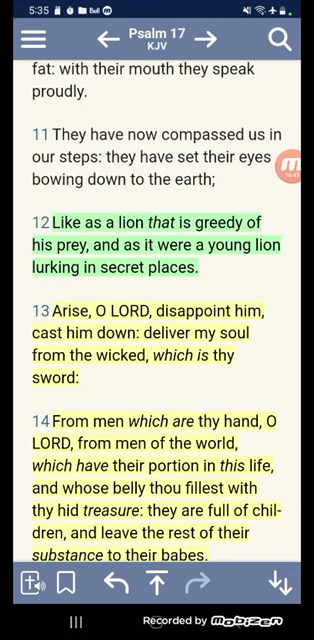 5:35 Bell
Psalm 17
KJV
fat: with their mouth they speak
proudly.
11 They have now compassed us in
our steps: they have set their eyes
bowing down to the earth;
12 Like as a lion that is greedy of
his prey, and as it were a young lion
lurking in secret places.
13 Arise, O LORD, disappoint him,
cast him down: deliver my soul
from the wicked, which is thy
sword:
14 From men which are thy hand, O
LORD, from men of the world,
which have their portion in this life,
and whose belly thou fillest with
thy hid treasure: they are full of chil-
dren, and leave the rest of their
substance to their babes.
Recorded by Mobizen